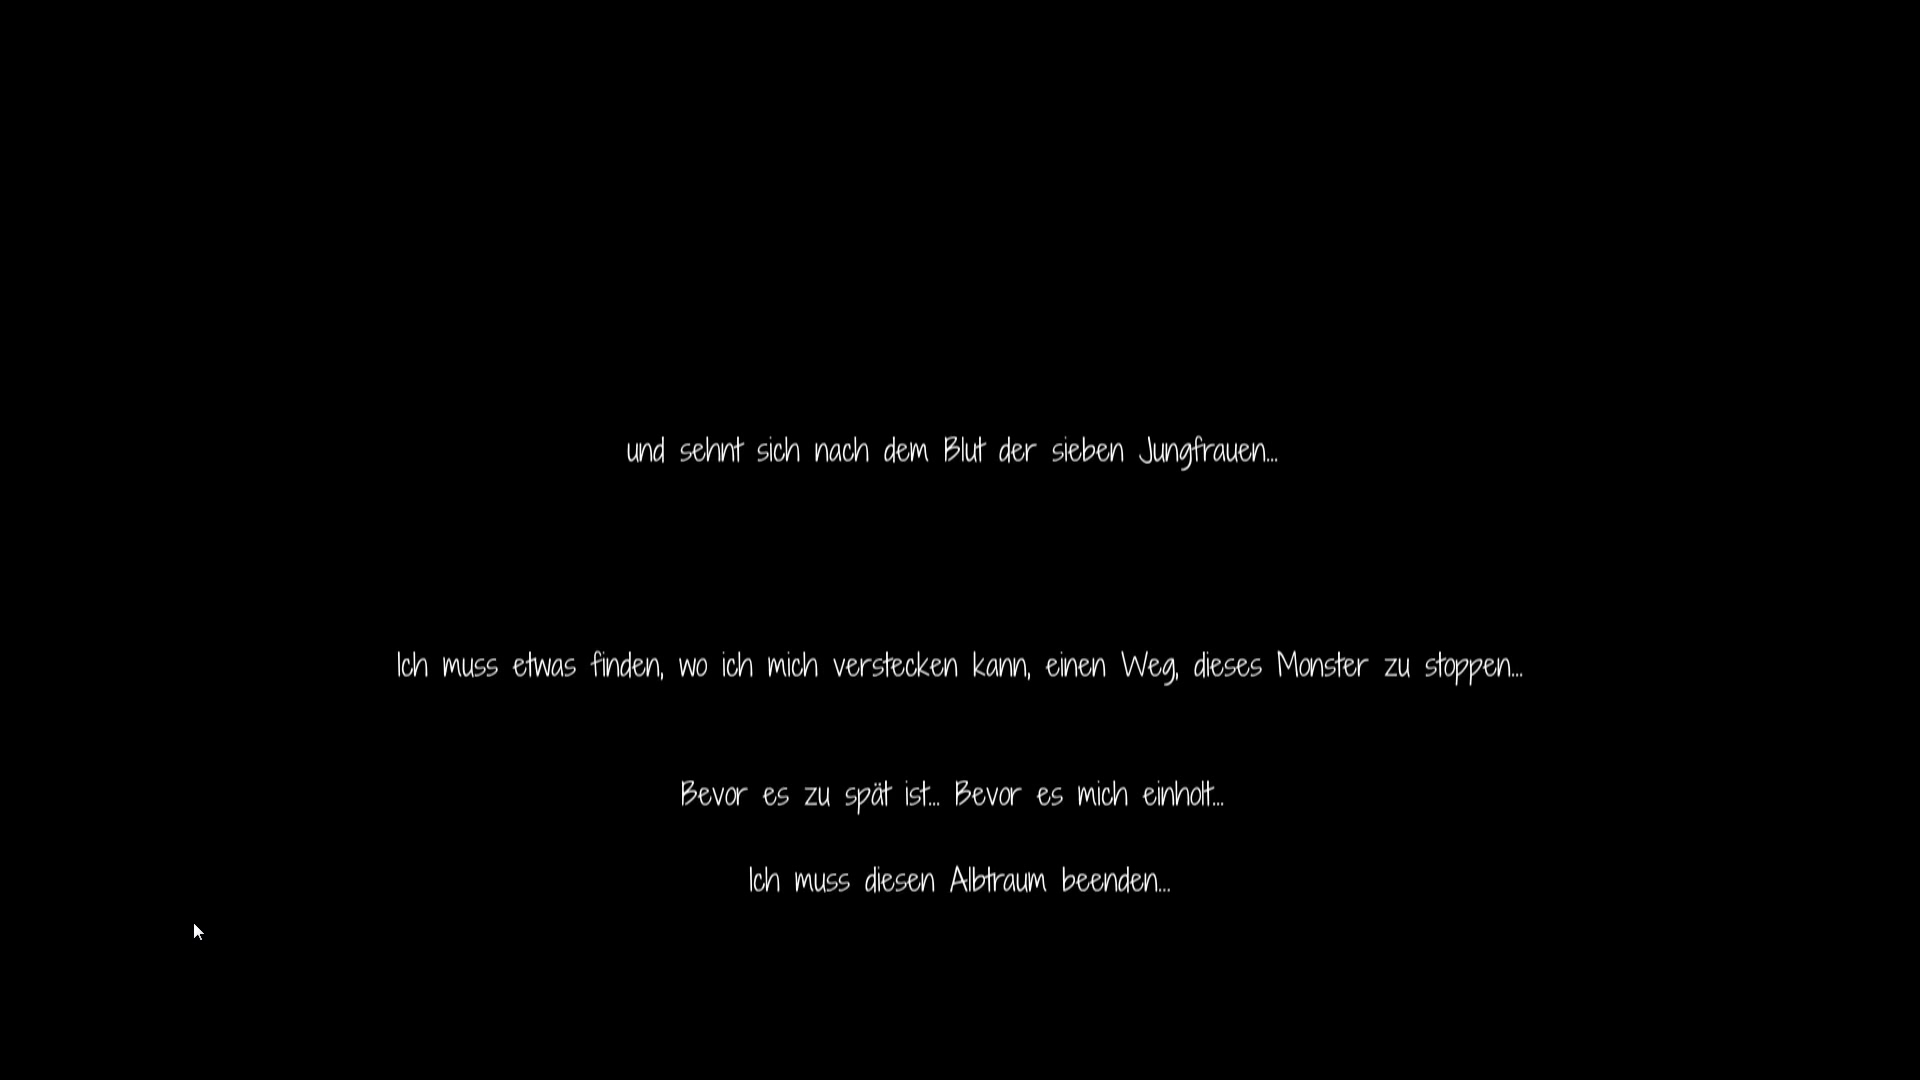 und sehnt sich nach dem Blut der sieben Jungfrauen...
Ich muss etwas finden, wo ich mich verstecken kann, einen Weg, dieses Monster zu stoppen...
Bevor es zu spät ist... Bevor es mich einholt...
Ich muss diesen Albtraum beenden...